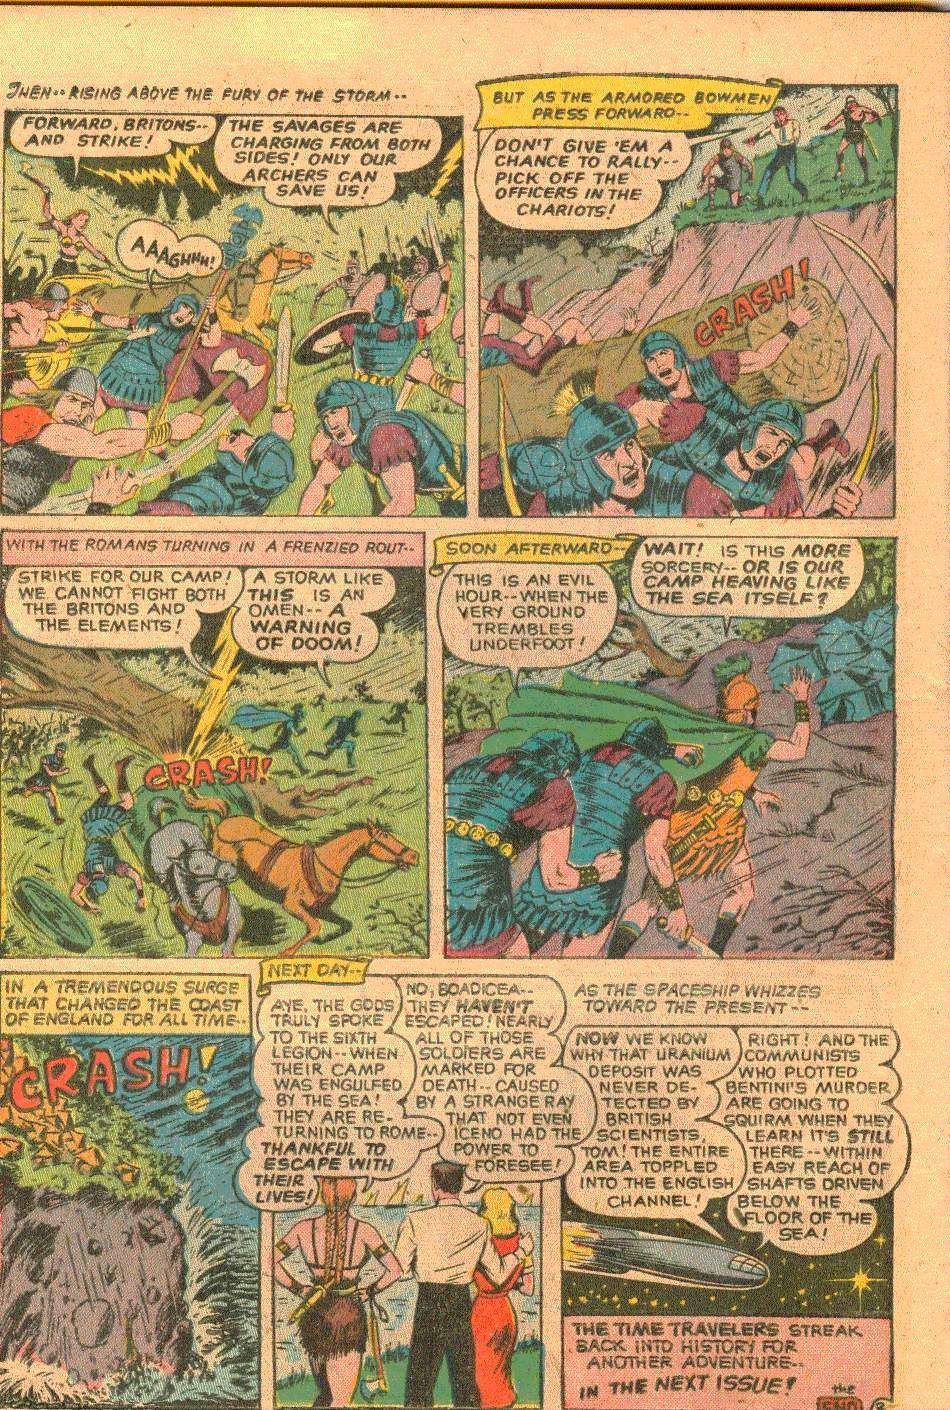 THEN-- RISING ABOVE THE FURY OF THE STORM--
FORWARD, BRITONS--
AND STRIKE!
THE SAVAGES ARE
CHARGING FROM BOTH
SIDES! ONLY OUR
ARCHERS CAN
SAVE US!
AAAGHHH!
BUT AS THE ARMORED BOWMEN
PRESS FORWARD--
DON'T GIVE 'EM A
CHANCE TO RALLY--
PICK OFF THE
OFFICERS IN THE
CHARIOTS!
CRASH!
WITH THE ROMANS TURNING IN A FRENZIED ROUT--
STRIKE FOR OUR CAMP!
WE CANNOT FIGHT BOTH
THE BRITONS AND
THE ELEMENTS!
A STORM LIKE
THIS IS AN
OMEN-- A
WARNING
OF DOOM!
CRASH!
SOON AFTERWARD--
THIS IS AN EVIL
HOUR--WHEN THE
VERY GROUND
TREMBLES
UNDERFOOT!
WAIT! IS THIS MORE
SORCERY-- OR IS OUR
CAMP HEAVING LIKE
THE SEA ITSELF?
IN A TREMENDOUS SURGE
THAT CHANGED THE COAST
OF ENGLAND FOR ALL TIME--
CRASH!
NEXT DAY--
AYE, THE GODS
TRULY SPOKE
TO THE SIXTH
LEGION--WHEN
THEIR CAMP
WAS ENGULFED
BY THE SEA!
THEY ARE RE-
TURNING TO ROME--
THANKFUL TO
ESCAPE WITH
THEIR
LIVES!
NO, BOADICEA--
THEY HAVEN'T
ESCAPED! NEARLY
ALL OF THOSE
SOLDIERS ARE
MARKED FOR
DEATH-- CAUSED
BY A STRANGE RAY
THAT NOT EVEN
ICENO HAD THE
POWER TO
FORESEE!
AS THE SPACESHIP WHIZZES
TOWARD THE PRESENT--
NOW WE KNOW
WHY THAT URANIUM
DEPOSIT WAS
NEVER DE-
TECTED BY
BRITISH
SCIENTISTS,
TOM! THE ENTIRE
AREA TOPPLED
INTO THE ENGLISH
CHANNEL!
RIGHT! AND THE
COMMUNISTS
WHO PLOTTED
BENTINI'S MURDER
ARE GOING TO
SQUIRM WHEN THEY
LEARN IT'S STILL
THERE--WITHIN
EASY REACH OF
SHAFTS DRIVEN
BELOW THE
FLOOR OF THE
SEA!
THE TIME TRAVELERS STREAK
BACK INTO HISTORY FOR
ANOTHER ADVENTURE--
IN THE NEXT ISSUE!
the
END